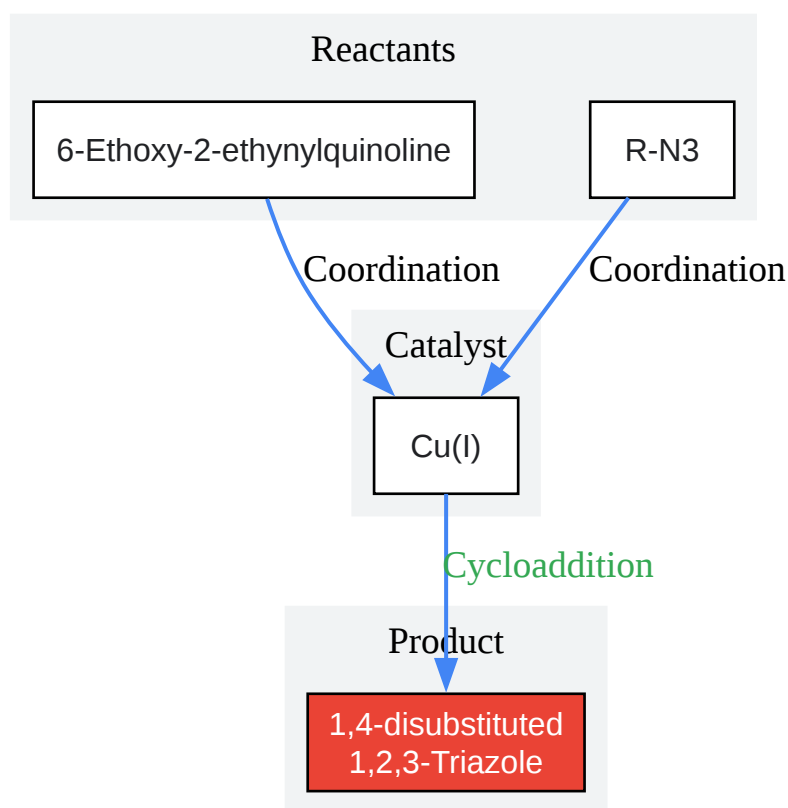 Reactants
6-Ethoxy-2-ethynylquinoline
R-N3
Coordination
Coordination
Catalyst
Cu(I)
Cycloaddition
Product
1,4-disubstituted
1,2,3-Triazole